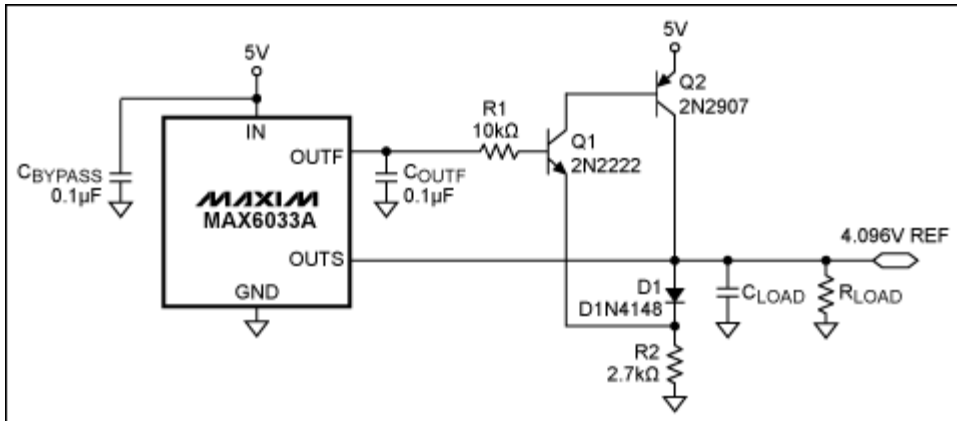 5V
5V
Q2
2N2907
R1
10kΩ
IN
OUTF
Q1
2N2222
CBYPASS
0.1µF
COUTF
0.1µF
MAXIM
MAX6033A
4.096V REF
OUTS
GND
D1
D1N4148
CLOAD
RLOAD
R2
2.7kΩ